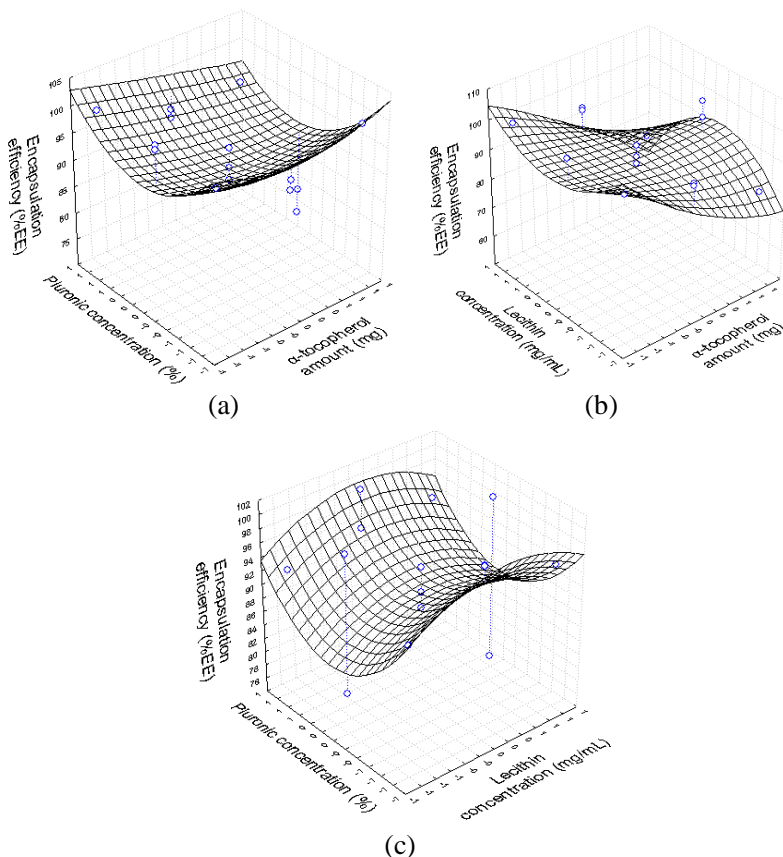 105
100
95
90
85
80
75
Encapsulation
efficiency (%EE)
Pluronic concentration (%)
α-tocopherol
amount (mg)
(a)
110
100
90
80
70
60
Encapsulation
efficiency (%EE)
Lecithin
concentration (mg/mL)
α-tocopherol
amount (mg)
(b)
102
100
98
96
94
92
90
88
86
84
82
80
78
76
Encapsulation
efficiency (%EE)
Pluronic concentration (%)
Lecithin
concentration (mg/mL)
(c)